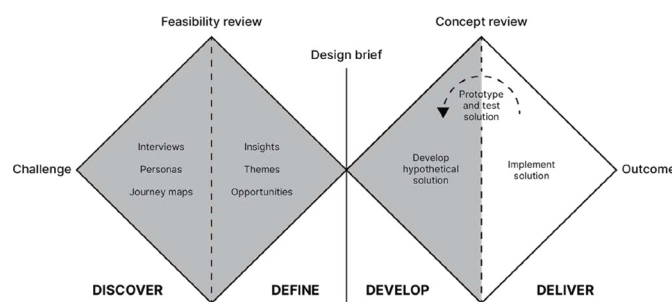 Feasibility review
Concept review
Design brief
Prototype
and test
solution
Interviews
Personas
Journey maps
Insights
Themes
Opportunities
Challenge
Develop
hypothetical
solution
Implement
solution
Outcome
DISCOVER
DEFINE
DEVELOP
DELIVER